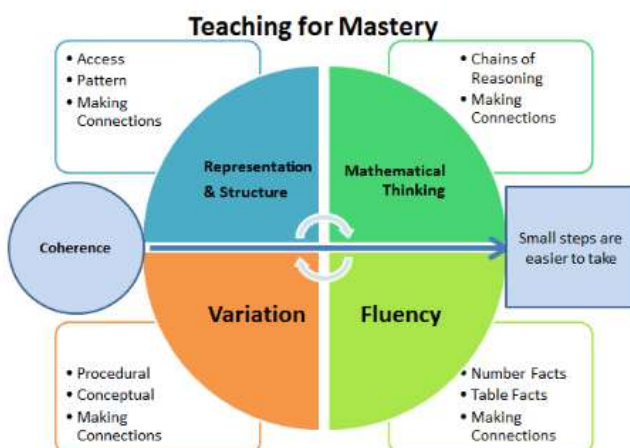 Teaching for Mastery
• Access
• Pattern
• Making
Connections
• Chains of
Reasoning
• Making
Connections
Representation
& Structure
Mathematical
Thinking
Coherence
Small steps are
easier to take
Variation
Fluency
• Procedural
• Conceptual
• Making
Connections
• Number Facts
• Table Facts
• Making
Connections